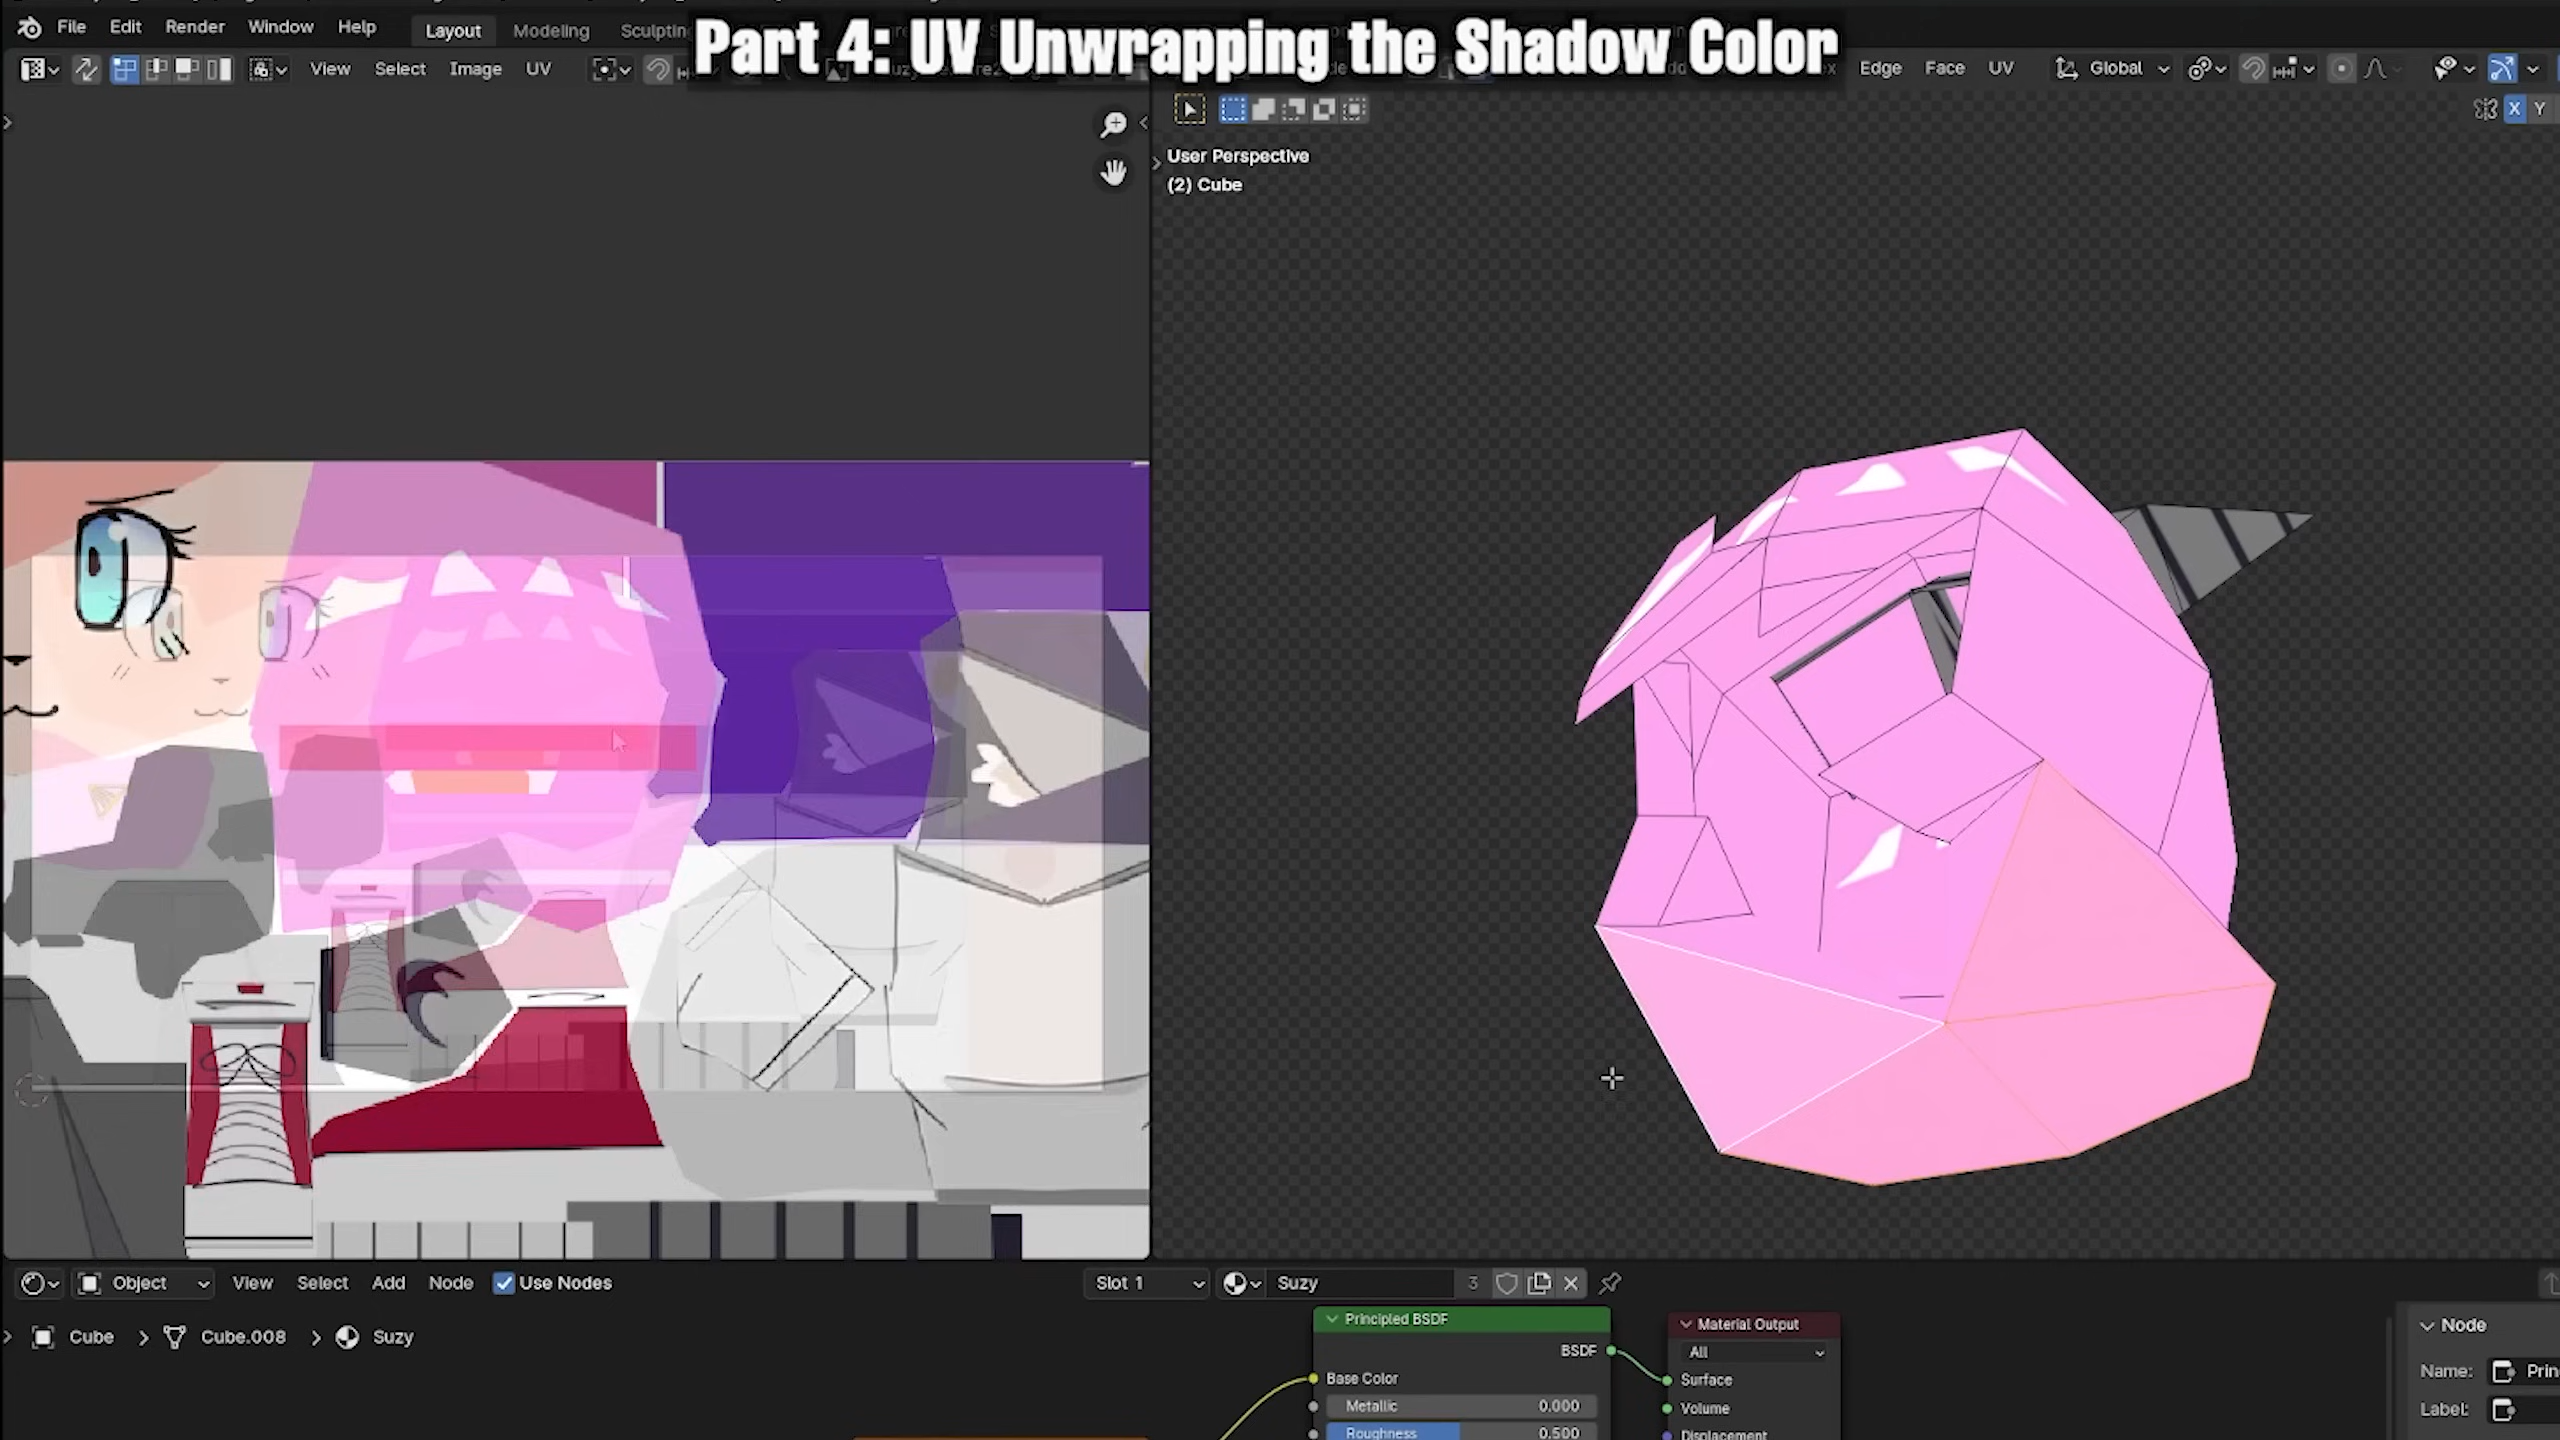 Part 4: UV Unwrapping the Shadow Color
File Edit Render Window Help Layout Modeling Sculpting
View Select Image UV
Edge Face UV Global
X Y
User Perspective
(2) Cube
Object View Select Add Node Use Nodes Slot 1 Suzy 3
Cube Cube.008 Suzy
Principled BSDF
BSDF
Base Color
Metallic 0.000
Roughness 0.500
Material Output
All
Surface
Volume
Displacement
Node
Name: Prin
Label: